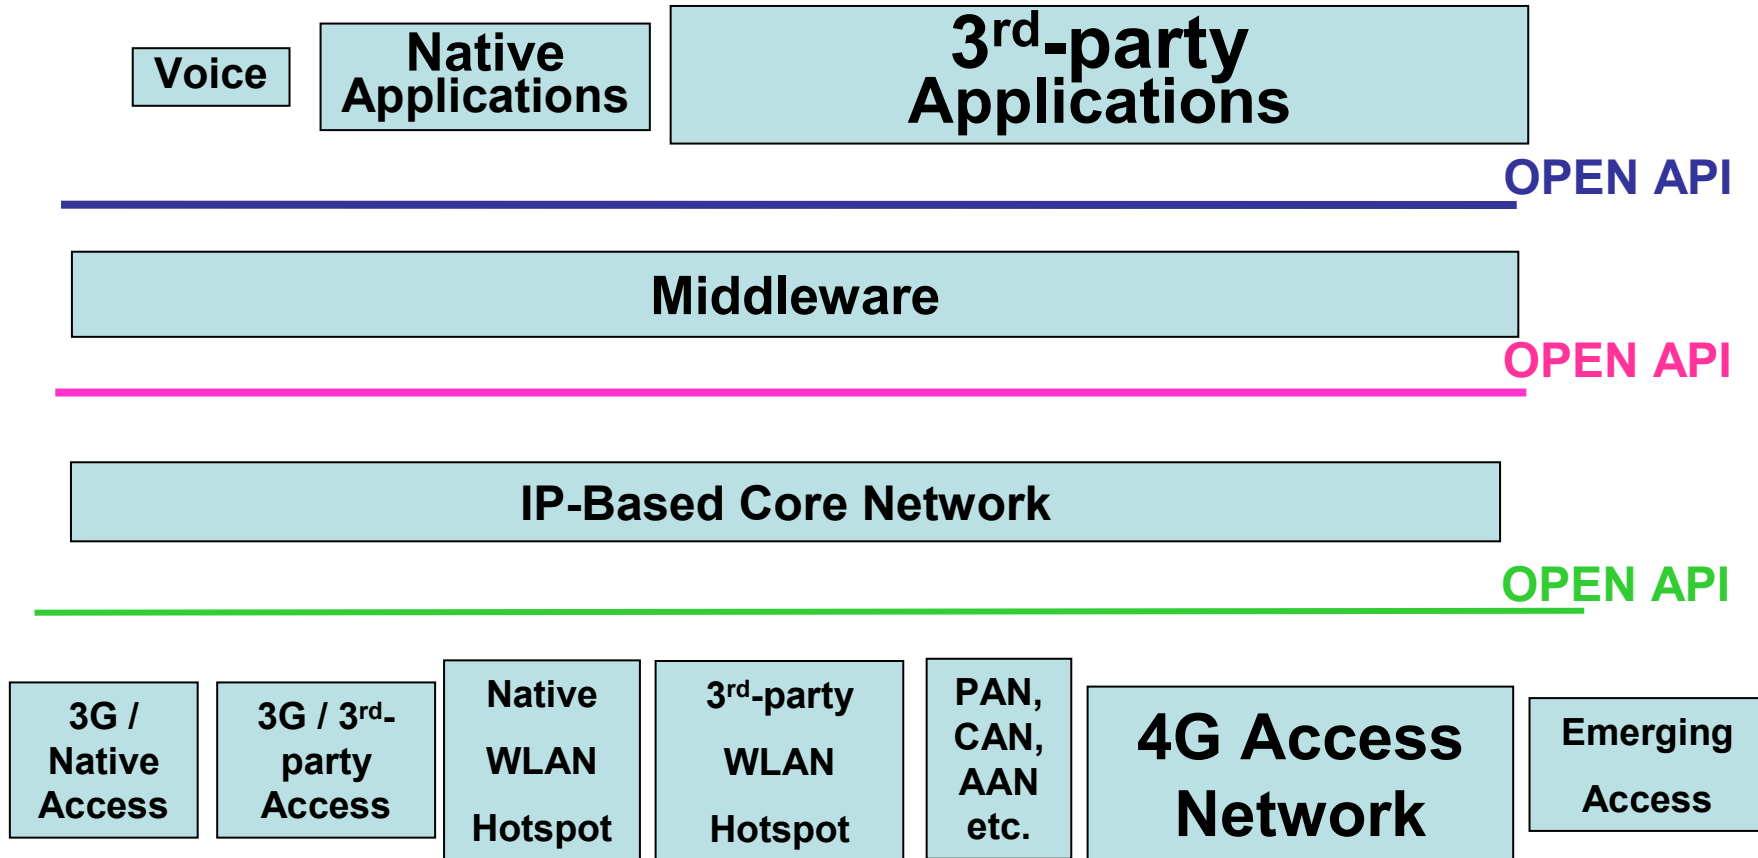 Voice
Native
Applications
3rd-party
Applications
OPEN API
Middleware
OPEN API
IP-Based Core Network
OPEN API
3G /
Native
Access
3G / 3rd-
party
Access
Native
WLAN
Hotspot
3rd-party
WLAN
Hotspot
PAN,
CAN,
AAN
etc.
4G Access
Network
Emerging
Access